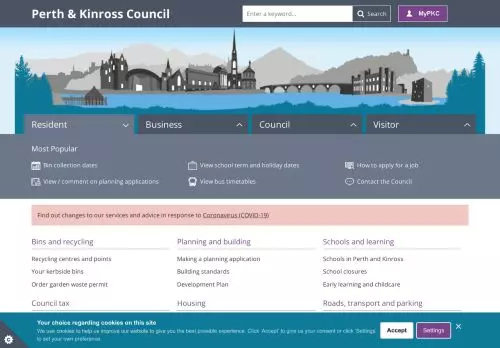 Perth & Kinross Council
Enter a keyword...
Search
MyPKC
Resident
Business
Council
Visitor
Most Popular
Bin collection dates
View school term and holiday dates
How to apply for a job
View / comment on planning applications
View bus timetables
Contact the Council
Find out changes to our services and advice in response to Coronavirus (COVID-19)
Bins and recycling
Planning and building
Schools and learning
Recycling centres and points
Making a planning application
Schools in Perth and Kinross
Your kerbside bins
Building standards
School closures
Order garden waste permit
Development Plan
Early learning and childcare
Council tax
Housing
Roads, transport and parking
Your choice regarding cookies on this site
We use cookies to help us improve our website to give you the best possible experience. Click 'Accept' to give us your consent or click 'Settings'
to set your own preference.
Accept
Settings